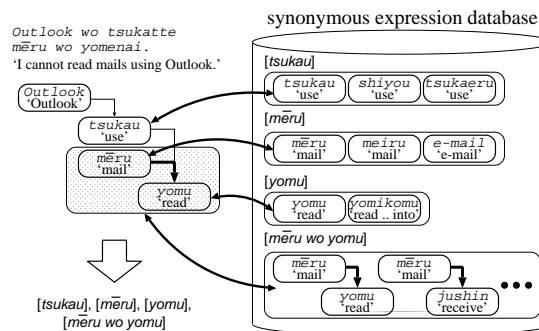 synonymous expression database
Outlook wo tsukatte
mēru wo yomenai.
'I cannot read mails using Outlook.'
Outlook
'Outlook'
tsukau
'use'
mēru
'mail'
yomu
'read'
[tsukau], [mēru], [yomu],
[mēru wo yomu]
[tsukau]
tsukau shiyou tsukaeru
'use' 'use' 'use'
[mēru]
mēru meiru e-mail
'mail' 'mail' 'e-mail'
[yomu]
yomu yomikomu
'read' 'read .. into'
[mēru wo yomu]
mēru mēru
'mail' 'mail'
yomu jushin
'read' 'receive'